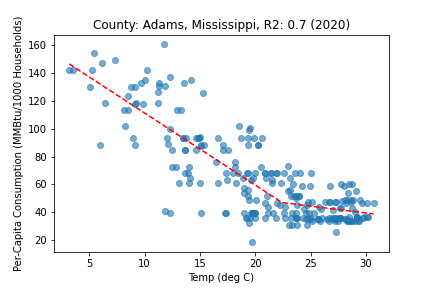 County: Adams, Mississippi, R2: 0.7 (2020)
Per-Capita Consumption (MMBtu/1000 Households)
160
140
120
100
80
60
40
20
5 10 15 20 25 30
Temp (deg C)